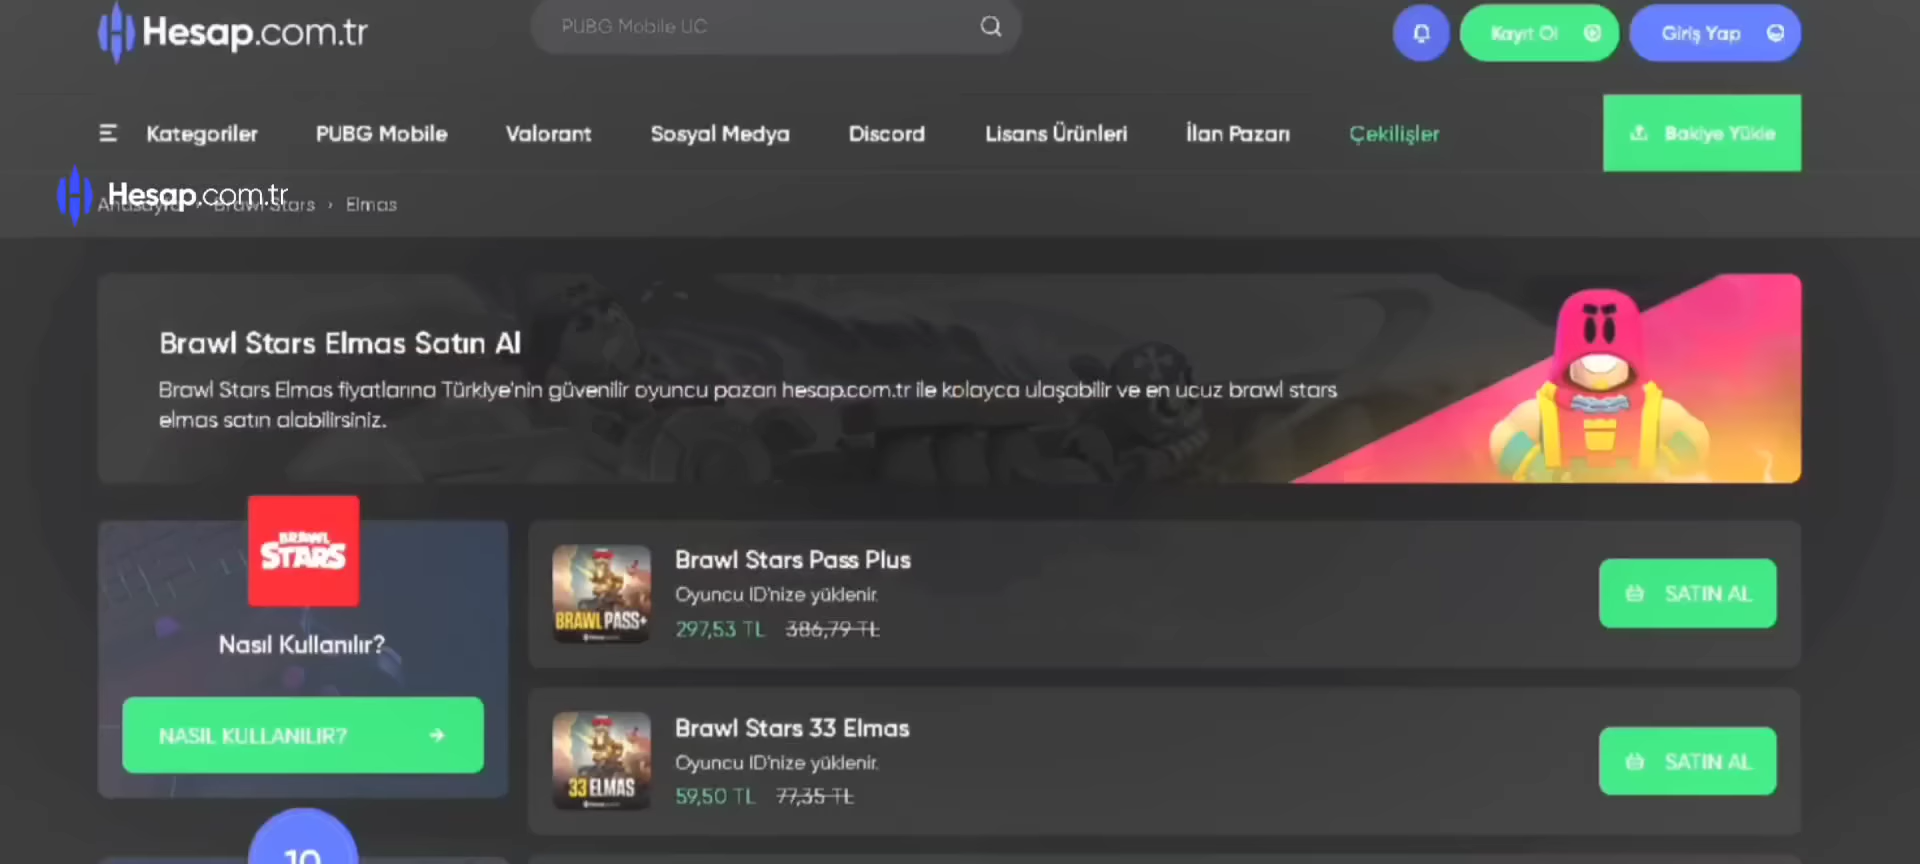 Hesap.com.tr
PUBG Mobile UC
Kayıt Ol
Giriş Yap
Kategoriler
PUBG Mobile
Valorant
Sosyal Medya
Discord
Lisans Ürünleri
İlan Pazarı
Çekilişler
Bakiye Yükle
Hesap.com.tr
Anasayfa › Brawl Stars › Elmas
Brawl Stars Elmas Satın Al
Brawl Stars Elmas fiyatlarına Türkiye'nin güvenilir oyuncu pazarı hesap.com.tr ile kolayca ulaşabilir ve en ucuz brawl stars
elmas satın alabilirsiniz.
BRAWL
STARS
Nasıl Kullanılır?
NASIL KULLANILIR?
BRAWL PASS+
Brawl Stars Pass Plus
Oyuncu ID'nize yüklenir.
297,53 TL 386,79 TL
SATIN AL
33 ELMAS
Brawl Stars 33 Elmas
Oyuncu ID'nize yüklenir.
59,50 TL 77,35 TL
SATIN AL
10